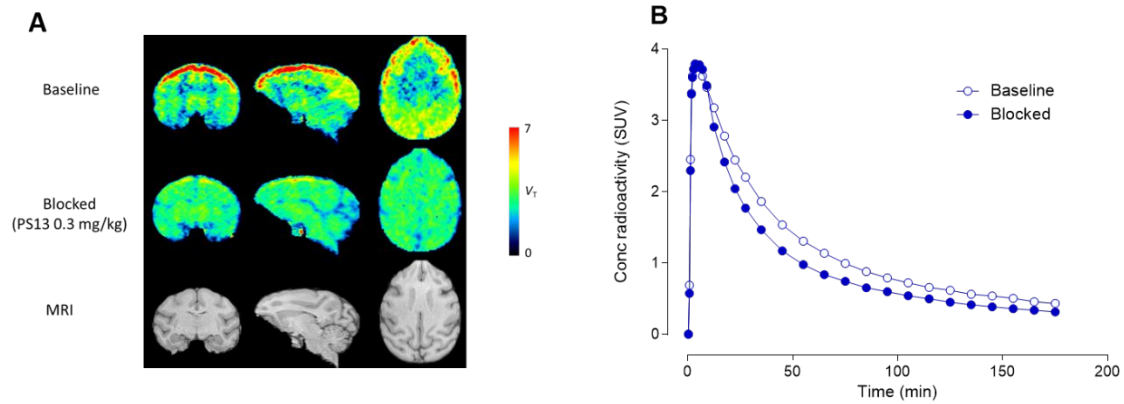 A
Baseline
Blocked
(PS13 0.3 mg/kg)
MRI
7
V_T
0
B
Conc radioactivity (SUV)
4
3
2
1
0
Baseline
Blocked
0 50 100 150 200
Time (min)